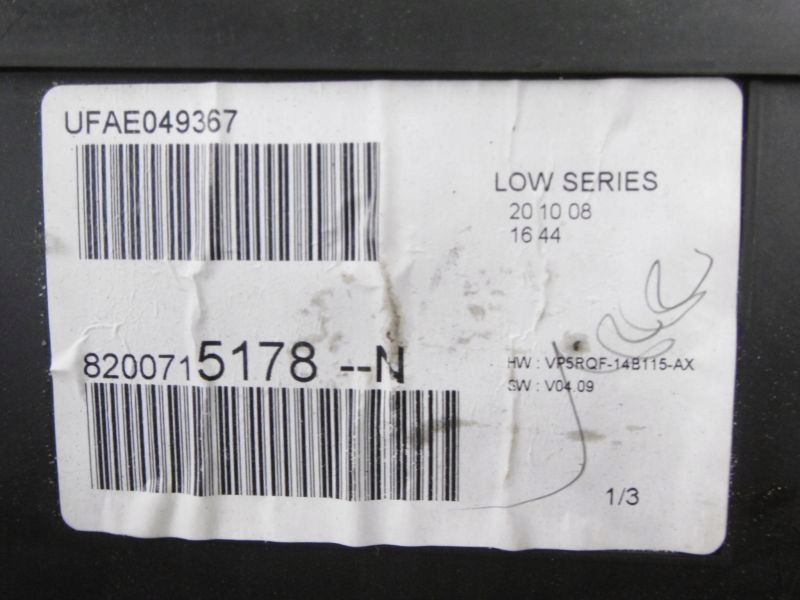 UFAE049367
LOW SERIES
20 10 08
16 44
8200715178 --N
HW : VP5RQF-14B115-AX
SW : V04.09
1/3